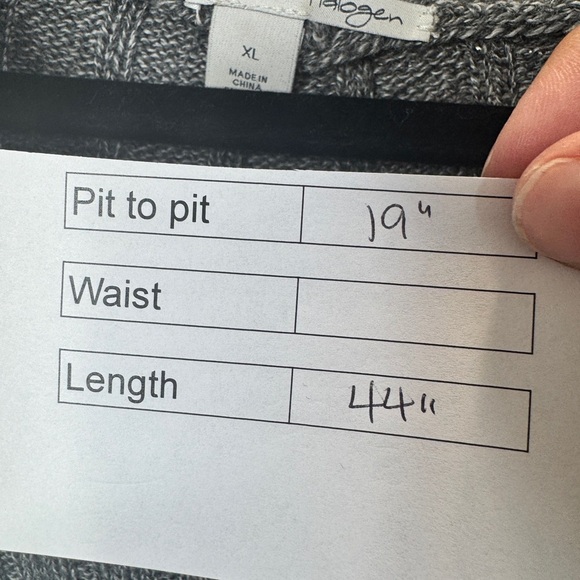 Halogen
XL
MADE IN
CHINA
Pit to pit 19"
Waist
Length 44"